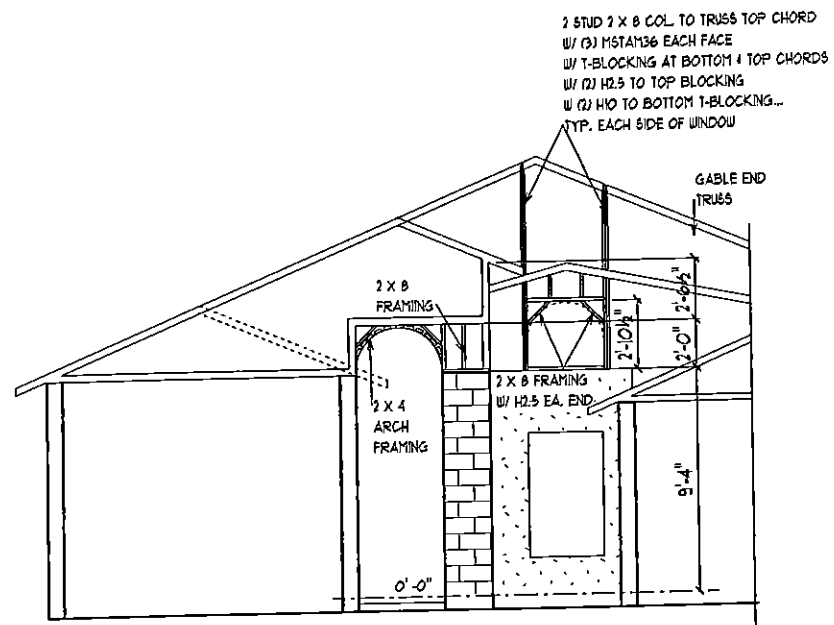 2 STUD 2 X 8 COL. TO TRUSS TOP CHORD
W/ (3) MSTAM36 EACH FACE
W/ T-BLOCKING AT BOTTOM & TOP CHORDS
W/ (2) H2.5 TO TOP BLOCKING
W (2) H10 TO BOTTOM T-BLOCKING...
TYP. EACH SIDE OF WINDOW
GABLE END
TRUSS
2 X 8
FRAMING
2'-6½"
2'-10½"
2'-0"
2 X 8 FRAMING
W/ H2.5 EA. END
2 X 4
ARCH
FRAMING
9'-4"
0'-0"